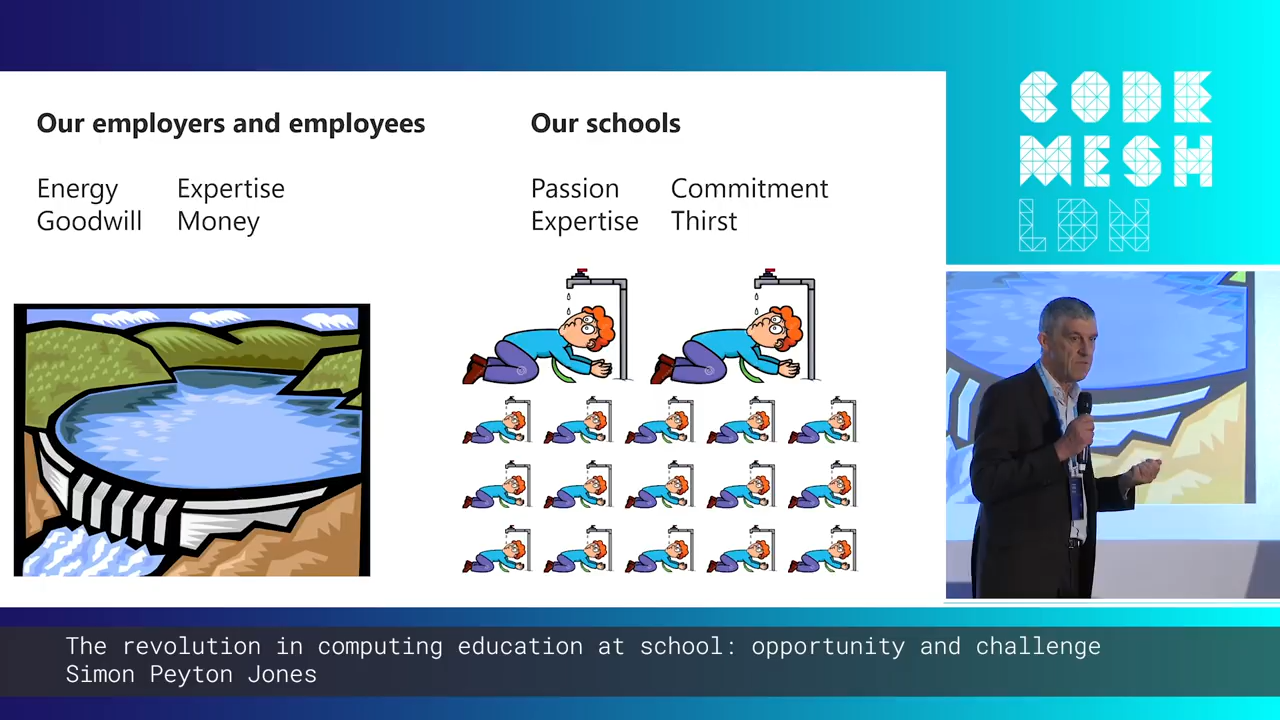 Our employers and employees
Energy Expertise
Goodwill Money
Our schools
Passion Commitment
Expertise Thirst
CODE
MESH
LDN
The revolution in computing education at school: opportunity and challenge
Simon Peyton Jones